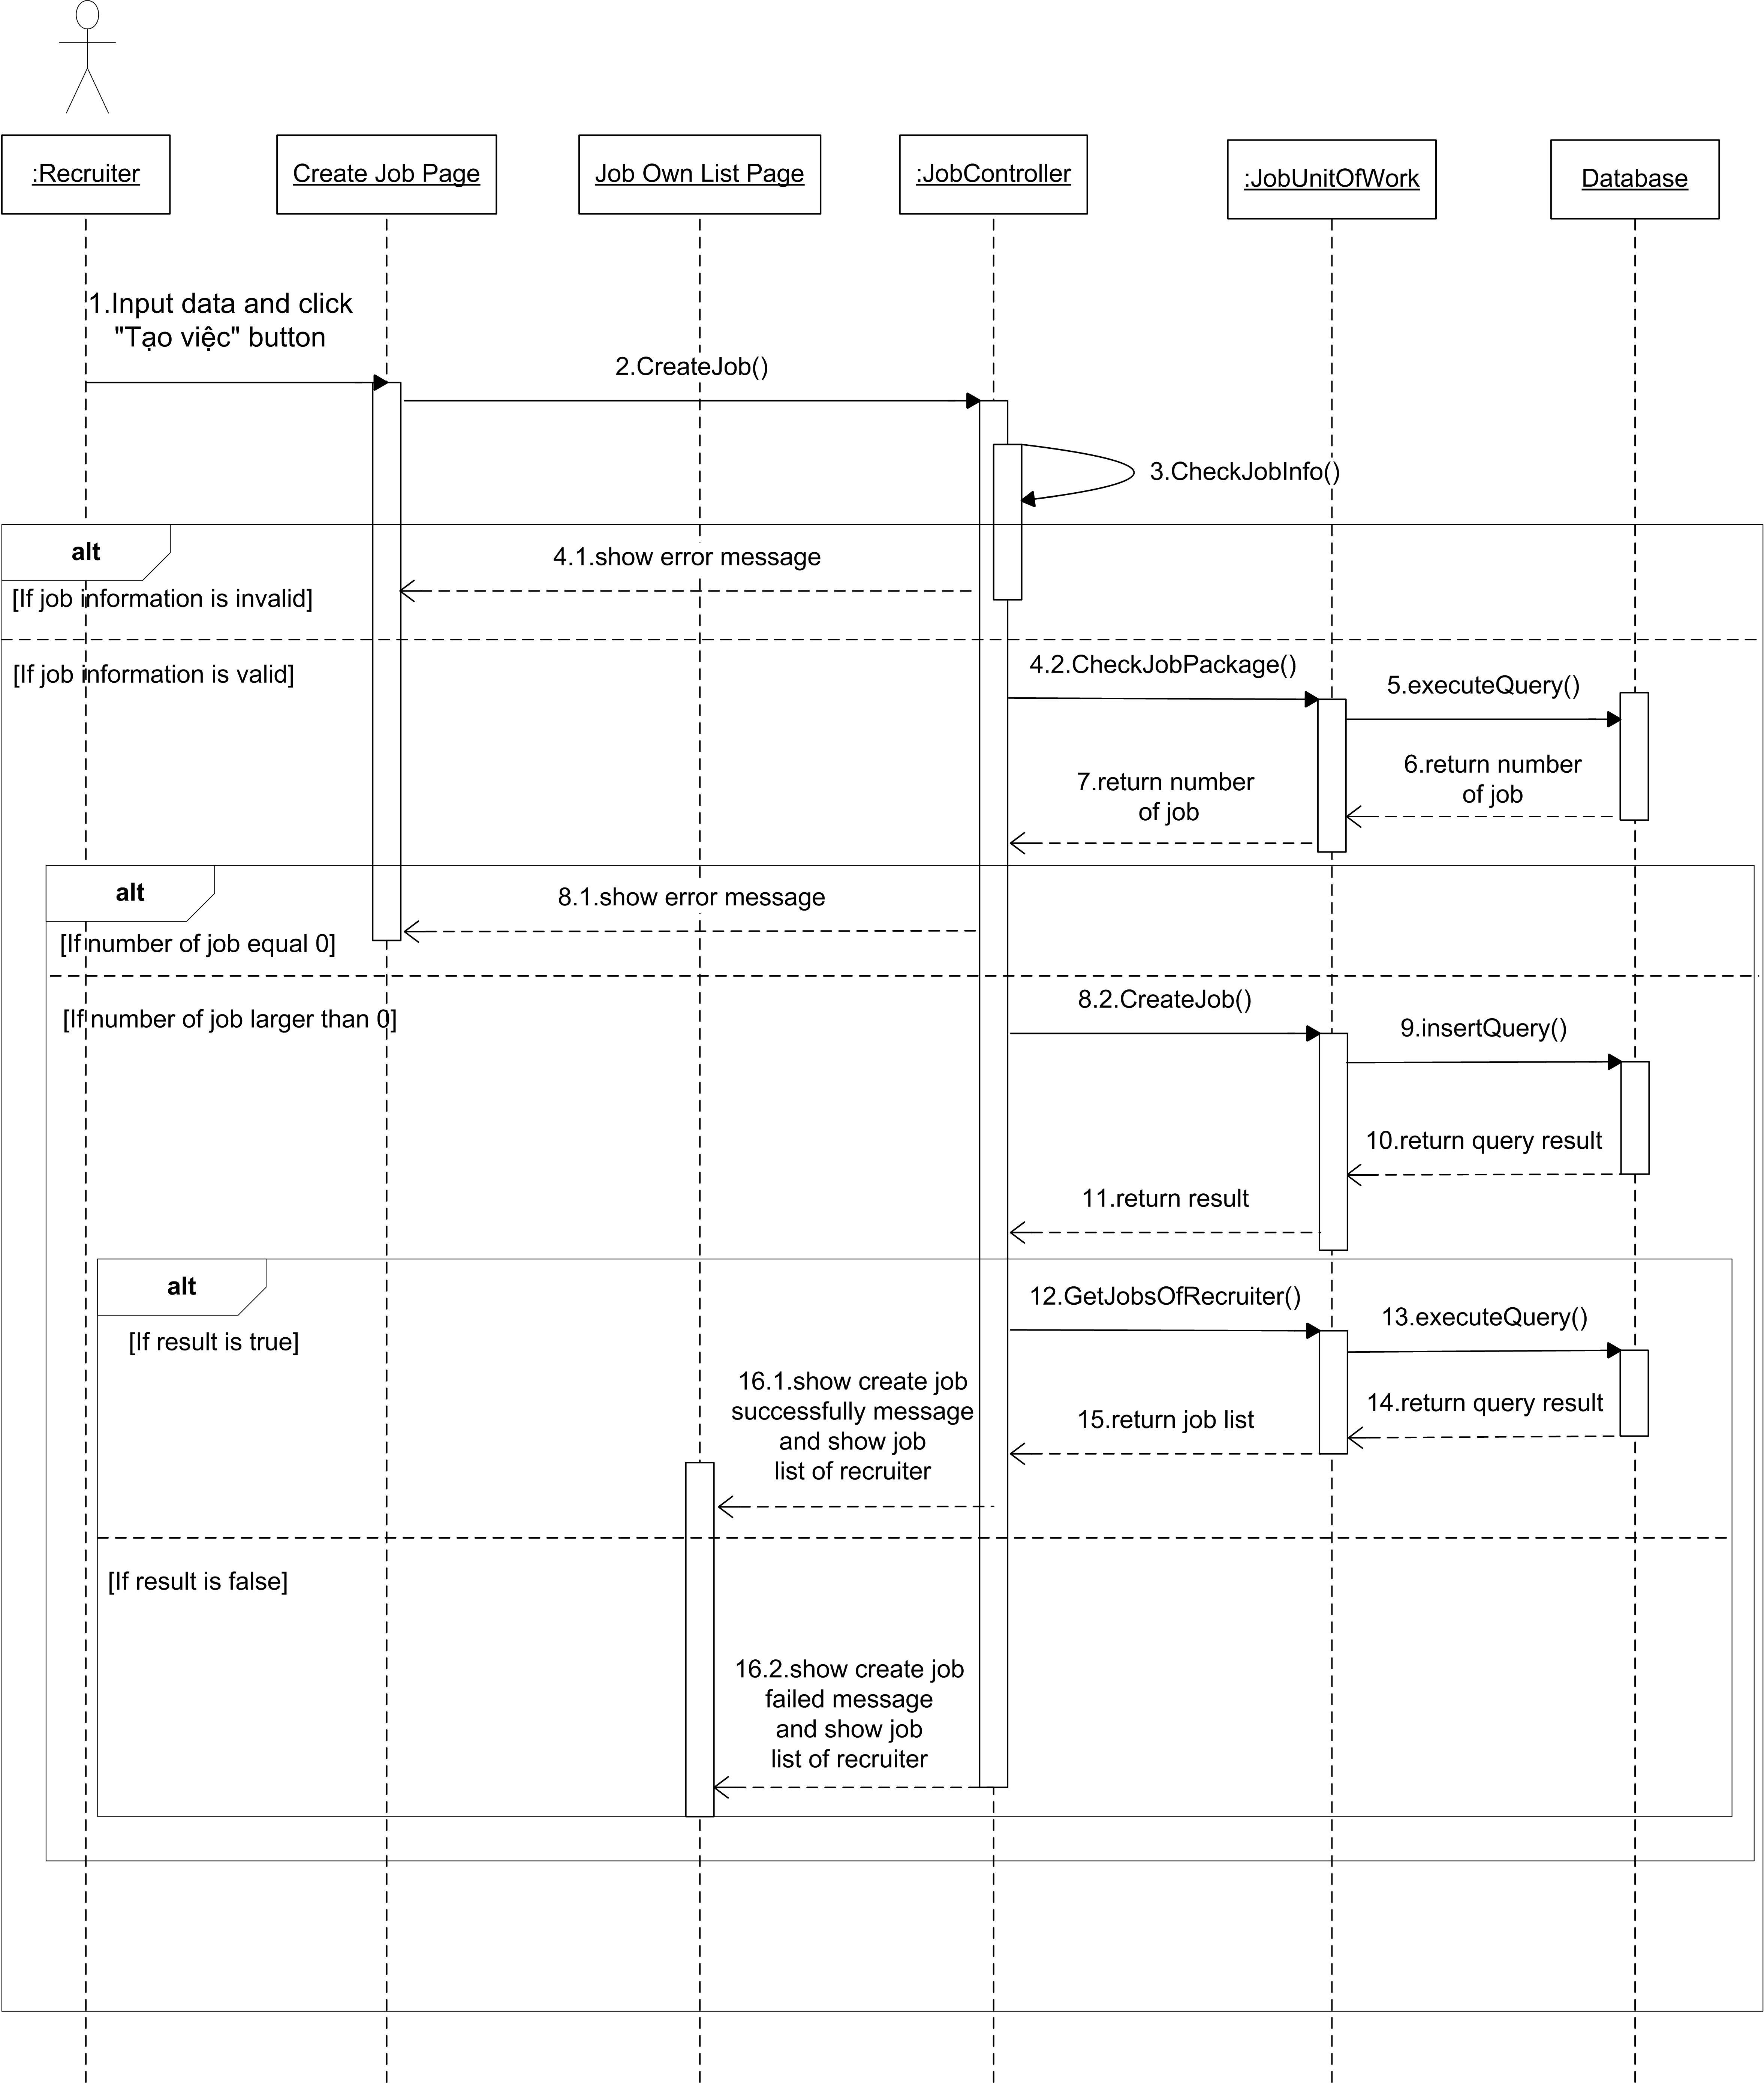 :Recruiter
Create Job Page
Job Own List Page
:JobController
:JobUnitOfWork
Database
1.Input data and click
"Tạo việc" button
2.CreateJob()
3.CheckJobInfo()
alt
4.1.show error message
[If job information is invalid]
[If job information is valid]
4.2.CheckJobPackage()
5.executeQuery()
6.return number
of job
7.return number
of job
alt
8.1.show error message
[If number of job equal 0]
[If number of job larger than 0]
8.2.CreateJob()
9.insertQuery()
10.return query result
11.return result
alt
[If result is true]
12.GetJobsOfRecruiter()
13.executeQuery()
14.return query result
15.return job list
16.1.show create job
successfully message
and show job
list of recruiter
[If result is false]
16.2.show create job
failed message
and show job
list of recruiter